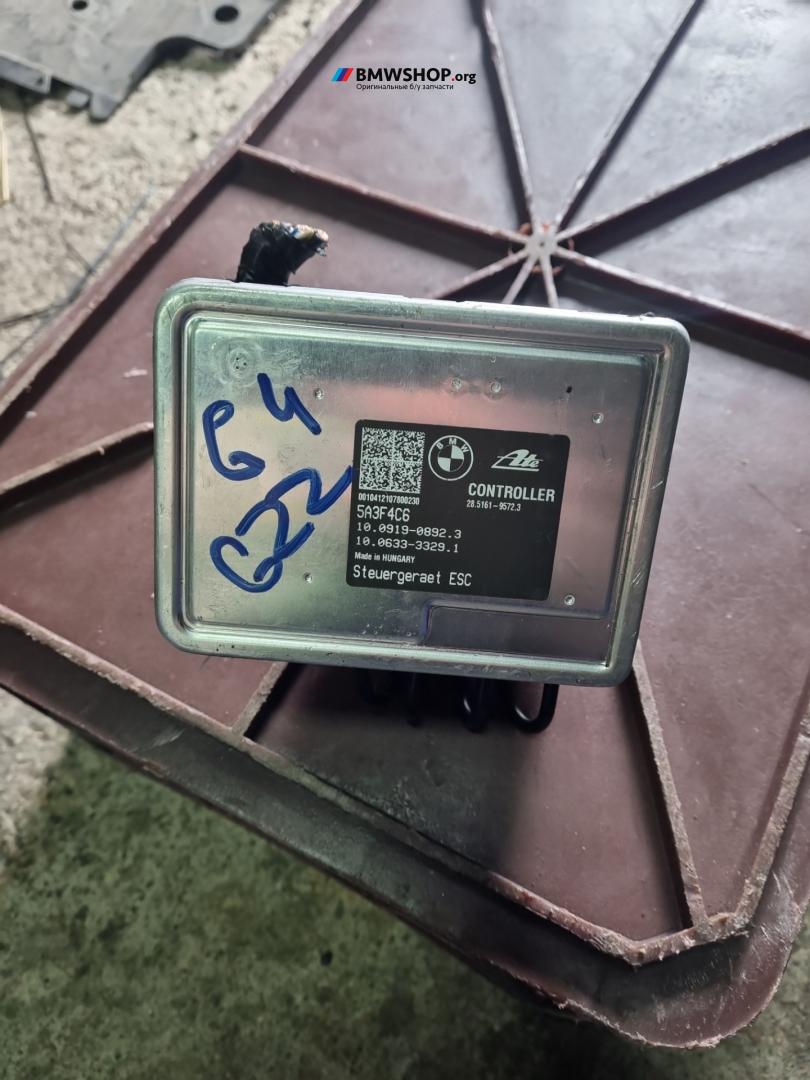 BMWSHOP.org
Оригинальные б/у запчасти
G4
G22
BMW
Ate
0010412107800230
CONTROLLER
28.5161-9572.3
5A3F4C6
10.0919-0892.3
10.0633-3329.1
Made in HUNGARY
Steuergeraet ESC